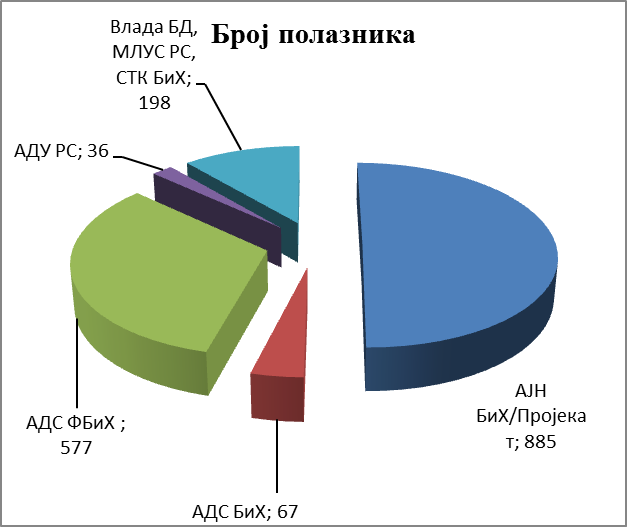 Број полазника
Влада БД,
МЛУС РС,
СТК БиХ;
198
АДУ РС; 36
АДС ФБиХ ;
577
АДС БиХ; 67
АЈН
БиХ/Пројека
т; 885